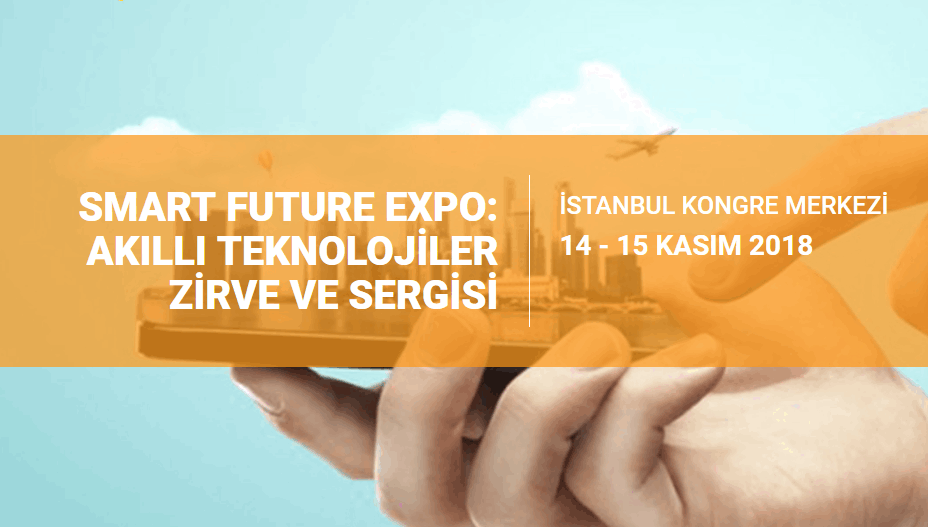 SMART FUTURE EXPO:
AKILLI TEKNOLOJİLER
ZİRVE VE SERGİSİ
İSTANBUL KONGRE MERKEZİ
14 - 15 KASIM 2018